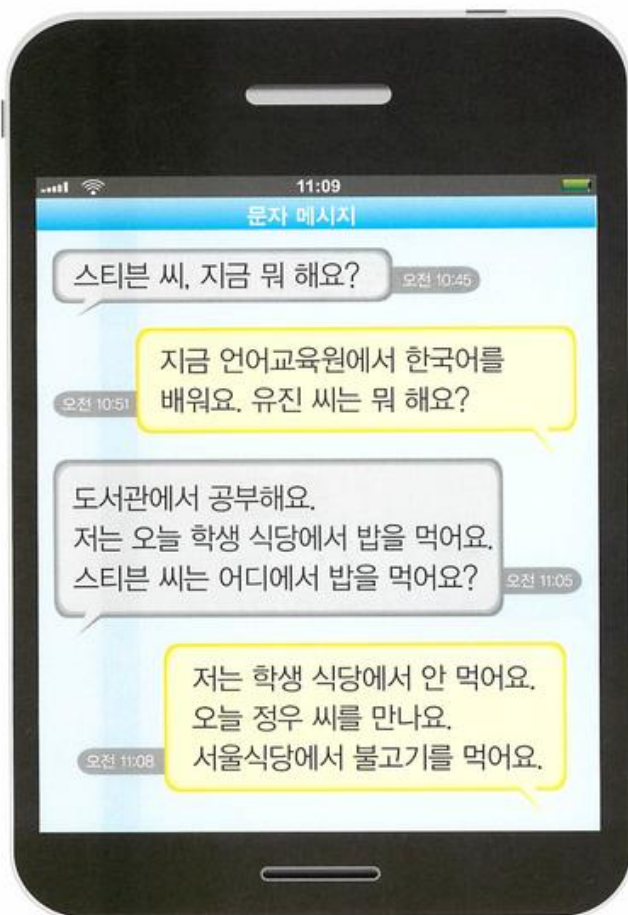 11:09
문자 메시지
스티븐 씨, 지금 뭐 해요?
오전 10:45
지금 언어교육원에서 한국어를
배워요. 유진 씨는 뭐 해요?
오전 10:51
도서관에서 공부해요.
저는 오늘 학생 식당에서 밥을 먹어요.
스티븐 씨는 어디에서 밥을 먹어요?
오전 11:05
저는 학생 식당에서 안 먹어요.
오늘 정우 씨를 만나요.
서울식당에서 불고기를 먹어요.
오전 11:08